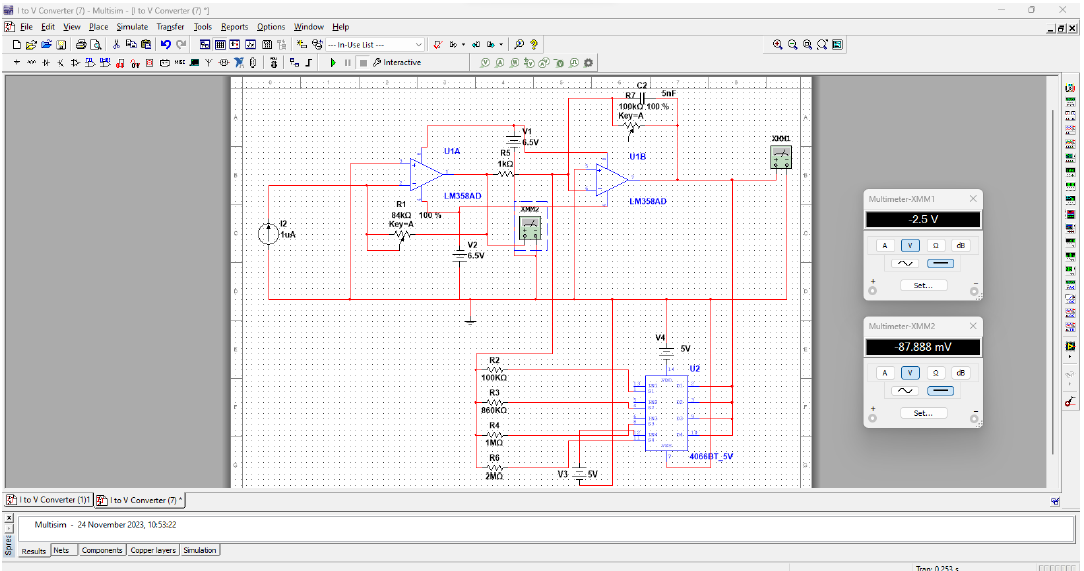 I to V Converter (7) - Multisim - [I to V Converter (7) *]
File Edit View Place Simulate Transfer Tools Reports Options Window Help
--- In-Use List ---
Interactive
C2
5nF
R7
100kΩ 100 %
Key=A
V1
6.5V
XMM1
U1A
R5
1kΩ
U1B
LM358AD
LM358AD
R1
84kΩ 100 %
Key=A
XMM2
I2
1uA
V2
6.5V
Multimeter-XMM1
-2.5 V
A V Ω dB
+ Set... -
Multimeter-XMM2
-87.888 mV
A V Ω dB
+ Set... -
V4
5V
R2
100KΩ
U2
R3
860KΩ
R4
1MΩ
R6
2MΩ
V3
5V
4066BT_5V
I to V Converter (1)1
I to V Converter (7) *
Multisim - 24 November 2023, 10:53:22
Results Nets Components Copper layers Simulation
Tran: 0.253 s